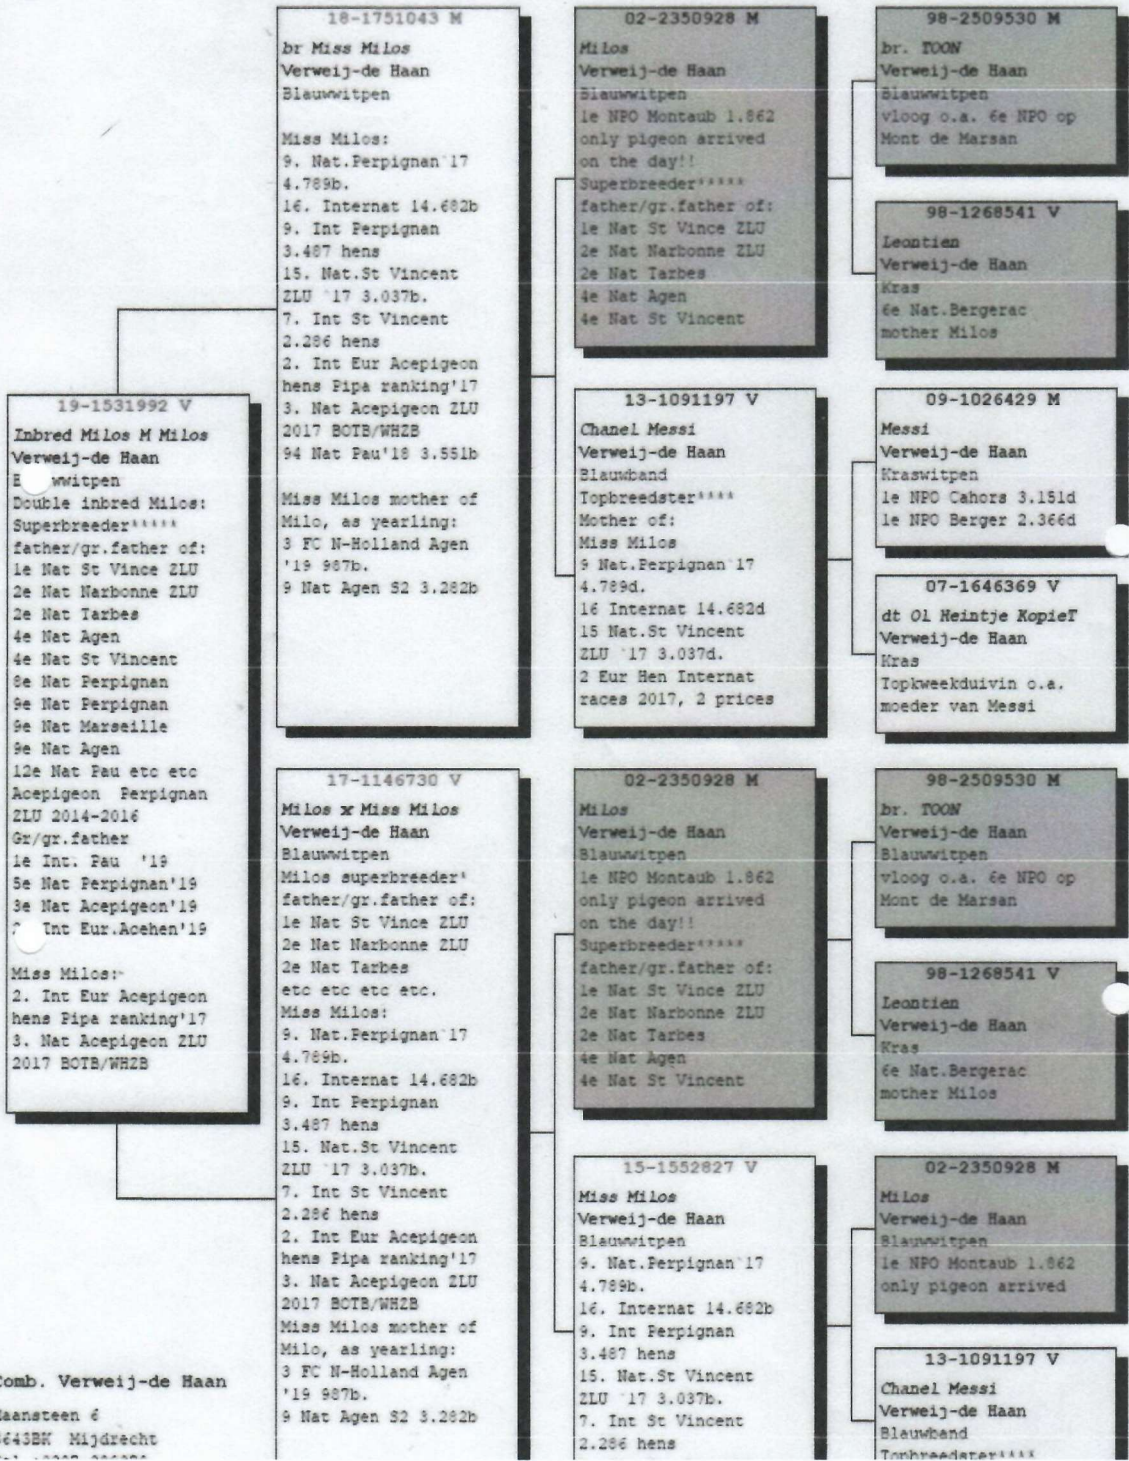 19-1531992 V
Inbred Milos M Milos
Verweij-de Haan
wwitpen
Double inbred Milos:
Superbreeder*****
father/gr.father of:
1e Nat St Vince ZLU
2e Nat Narbonne ZLU
2e Nat Tarbes
4e Nat Agen
4e Nat St Vincent
8e Nat Perpignan
9e Nat Perpignan
9e Nat Marseille
9e Nat Agen
12e Nat Pau etc etc
Acepigeon Perpignan
ZLU 2014-2016
Gr/gr.father
1e Int. Pau '19
5e Nat Perpignan'19
3e Nat Acepigeon'19
Int Eur.Acehen'19
Miss Milos:
2. Int Eur Acepigeon
hens Pipa ranking'17
3. Nat Acepigeon ZLU
2017 BOTB/WHZB
Comb. Verweij-de Haan
Mijdrecht
18-1751043 M
br Miss Milos
Verweij-de Haan
Blauwwitpen
Miss Milos:
9. Nat.Perpignan'17
4.789b.
16. Internat 14.682b
9. Int Perpignan
3.487 hens
15. Nat.St Vincent
ZLU '17 3.037b.
7. Int St Vincent
2.286 hens
2. Int Eur Acepigeon
hens Pipa ranking'17
3. Nat Acepigeon ZLU
2017 BOTB/WHZB
94 Nat Pau'18 3.551b
Miss Milos mother of
Milo, as yearling:
3 FC N-Holland Agen
'19 987b.
9 Nat Agen S2 3.282b
17-1146730 V
Milos x Miss Milos
Verweij-de Haan
Blauwwitpen
Milos superbreeder*
father/gr.father of:
1e Nat St Vince ZLU
2e Nat Narbonne ZLU
2e Nat Tarbes
etc etc etc etc.
Miss Milos:
9. Nat.Perpignan'17
4.789b.
16. Internat 14.682b
9. Int Perpignan
3.487 hens
15. Nat.St Vincent
ZLU '17 3.037b.
7. Int St Vincent
2.286 hens
2. Int Eur Acepigeon
hens Pipa ranking'17
3. Nat Acepigeon ZLU
2017 BOTB/WHZB
Miss Milos mother of
Milo, as yearling:
3 FC N-Holland Agen
'19 987b.
9 Nat Agen S2 3.282b
02-2350928 M
Milos
Verweij-de Haan
Blauwwitpen
1e NPO Montaub 1.862
only pigeon arrived
on the day!!
Superbreeder*****
father/gr.father of:
1e Nat St Vince ZLU
2e Nat Narbonne ZLU
2e Nat Tarbes
4e Nat Agen
4e Nat St Vincent
13-1091197 V
Chanel Messi
Verweij-de Haan
Blauwband
Topbreedster****
Mother of:
Miss Milos
9 Nat.Perpignan'17
4.789d.
16 Internat 14.682d
15 Nat.St Vincent
ZLU '17 3.037d.
2 Eur Hen Internat
races 2017, 2 prices
02-2350928 M
Milos
Verweij-de Haan
Blauwwitpen
1e NPO Montaub 1.862
only pigeon arrived
on the day!!
Superbreeder*****
father/gr.father of:
1e Nat St Vince ZLU
2e Nat Narbonne ZLU
2e Nat Tarbes
4e Nat Agen
4e Nat St Vincent
15-1552827 V
Miss Milos
Verweij-de Haan
Blauwwitpen
9. Nat.Perpignan'17
4.789b.
16. Internat 14.682b
9. Int Perpignan
3.487 hens
15. Nat.St Vincent
ZLU '17 3.037b.
7. Int St Vincent
2.286 hens
98-2509530 M
br. TOON
Verweij-de Haan
Blauwwitpen
vloog o.a. 6e NPO op
Mont de Marsan
98-1268541 V
Leontien
Verweij-de Haan
Kras
6e Nat.Bergerac
mother Milos
09-1026429 M
Messi
Verweij-de Haan
Kraswitpen
1e NPO Cahors 3.151d
1e NPO Berger 2.366d
07-1646369 V
dt Ol Heintje KopieT
Verweij-de Haan
Kras
Topkweekduivin o.a.
moeder van Messi
98-2509530 M
br. TOON
Verweij-de Haan
Blauwwitpen
vloog o.a. 6e NPO op
Mont de Marsan
98-1268541 V
Leontien
Verweij-de Haan
Kras
6e Nat.Bergerac
mother Milos
02-2350928 M
Milos
Verweij-de Haan
Blauwwitpen
1e NPO Montaub 1.862
only pigeon arrived
13-1091197 V
Chanel Messi
Verweij-de Haan
Blauwband
Topbreedster****